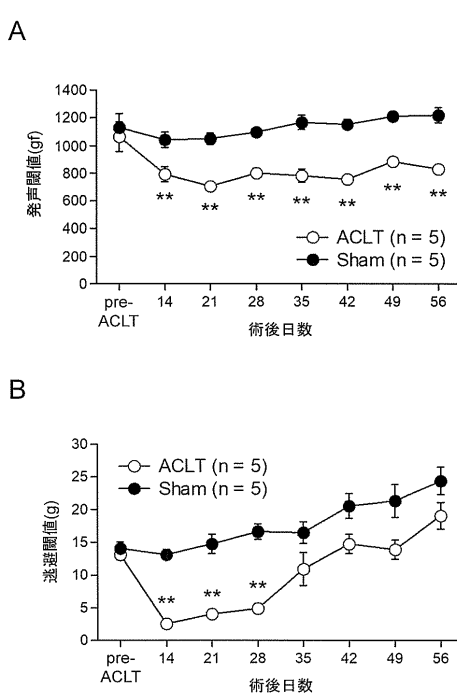 A
1400
1200
1000
800
600
400
200
0
発声閾値(gf)
** ** ** ** ** ** **
ACLT (n = 5)
Sham (n = 5)
pre-ACLT 14 21 28 35 42 49 56
術後日数
B
30
25
20
15
10
5
0
逃避閾値(g)
ACLT (n = 5)
Sham (n = 5)
** ** **
pre-ACLT 14 21 28 35 42 49 56
術後日数